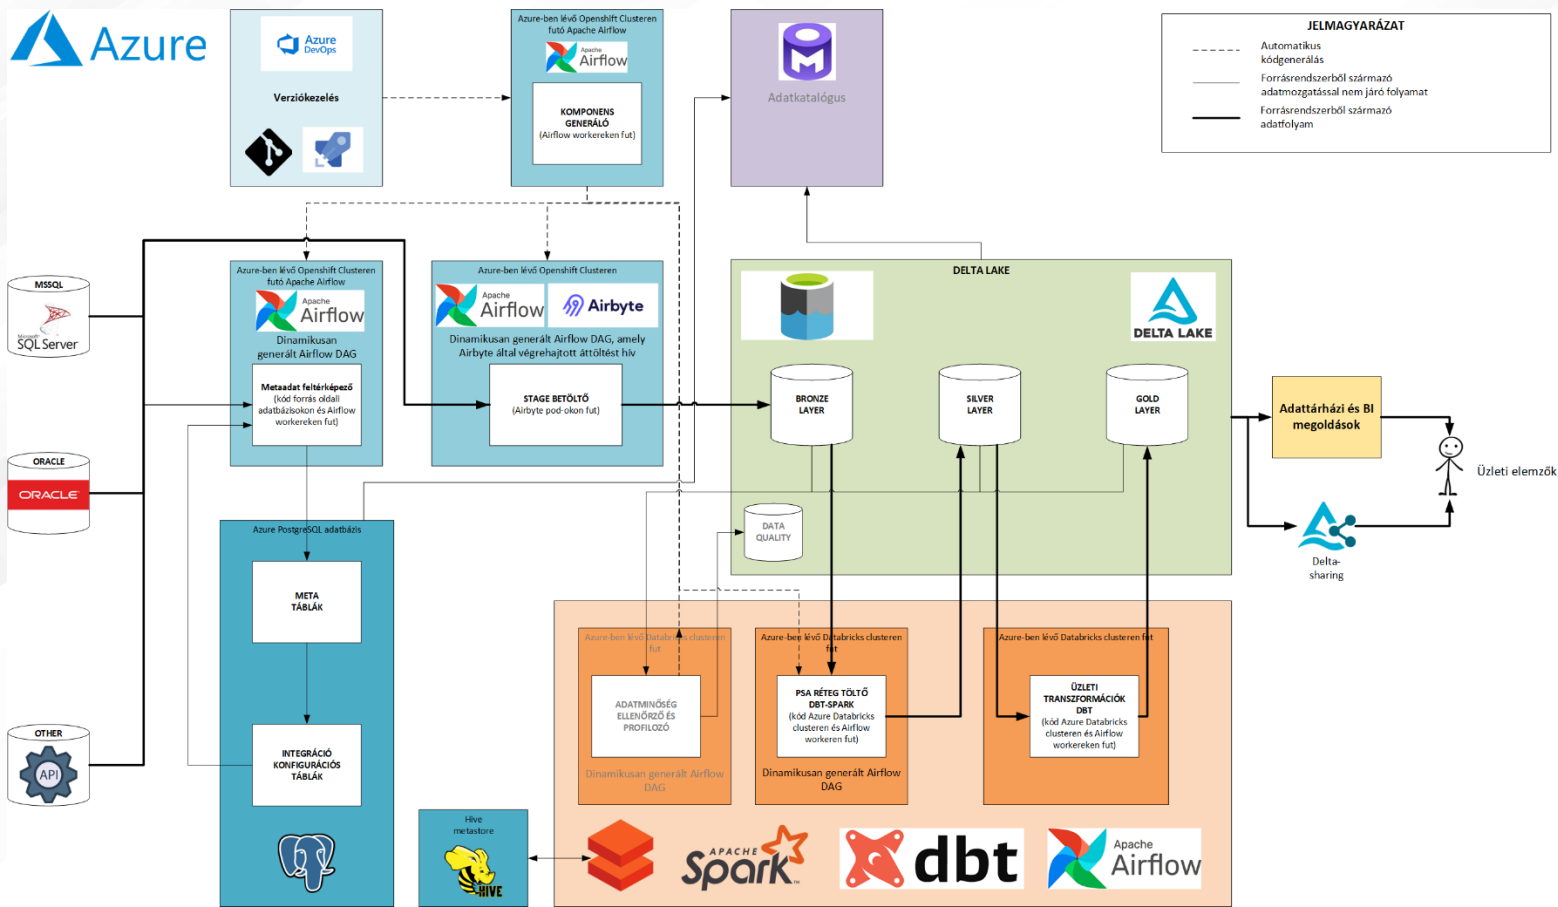 Azure
Azure
DevOps
Verziókezelés
Azure-ben lévő Openshift Clusteren
futó Apache Airflow
Apache
Airflow
KOMPONENS
GENERÁLÓ
(Airflow workereken fut)
M
Adatkatalógus
JELMAGYARÁZAT
Automatikus
kódgenerálás
Forrásrendszerből származó
adatmozgatással nem járó folyamat
Forrásrendszerből származó
adatfolyam
MSSQL
Microsoft
SQL Server
ORACLE
ORACLE
OTHER
API
Azure-ben lévő Openshift Clusteren
futó Apache Airflow
Apache
Airflow
Dinamikusan
generált Airflow DAG
Metaadat feltérképező
(kód forrás oldali
adatbázisokon és Airflow
workereken fut)
Azure-ben lévő Openshift Clusteren
Apache
Airflow
Airbyte
Dinamikusan generált Airflow DAG, amely
Airbyte által végrehajtott áttöltést hív
STAGE BETÖLTŐ
(Airbyte pod-okon fut)
DELTA LAKE
DELTA LAKE
BRONZE
LAYER
SILVER
LAYER
GOLD
LAYER
DATA
QUALITY
Adattárházi és BI
megoldások
Üzleti elemzők
Delta-
sharing
Azure PostgreSQL adatbázis
META
TÁBLÁK
INTEGRÁCIÓ
KONFIGURÁCIÓS
TÁBLÁK
Hive
metastore
HIVE
Azure-ben lévő Databricks clusteren
fut
ADATMINŐSÉG
ELLENŐRZŐ ÉS
PROFILOZÓ
Dinamikusan generált Airflow
DAG
Azure-ben lévő Databricks clusteren
fut
PSA RÉTEG TÖLTŐ
DBT-SPARK
(kód Azure Databricks
clusteren és Airflow
workeren fut)
Dinamikusan generált Airflow
DAG
Azure-ben lévő Databricks clusteren fut
ÜZLETI
TRANSZFORMÁCIÓK
DBT
(kód Azure Databricks
clusteren és Airflow
workereken fut)
APACHE
Spark
dbt
Apache
Airflow